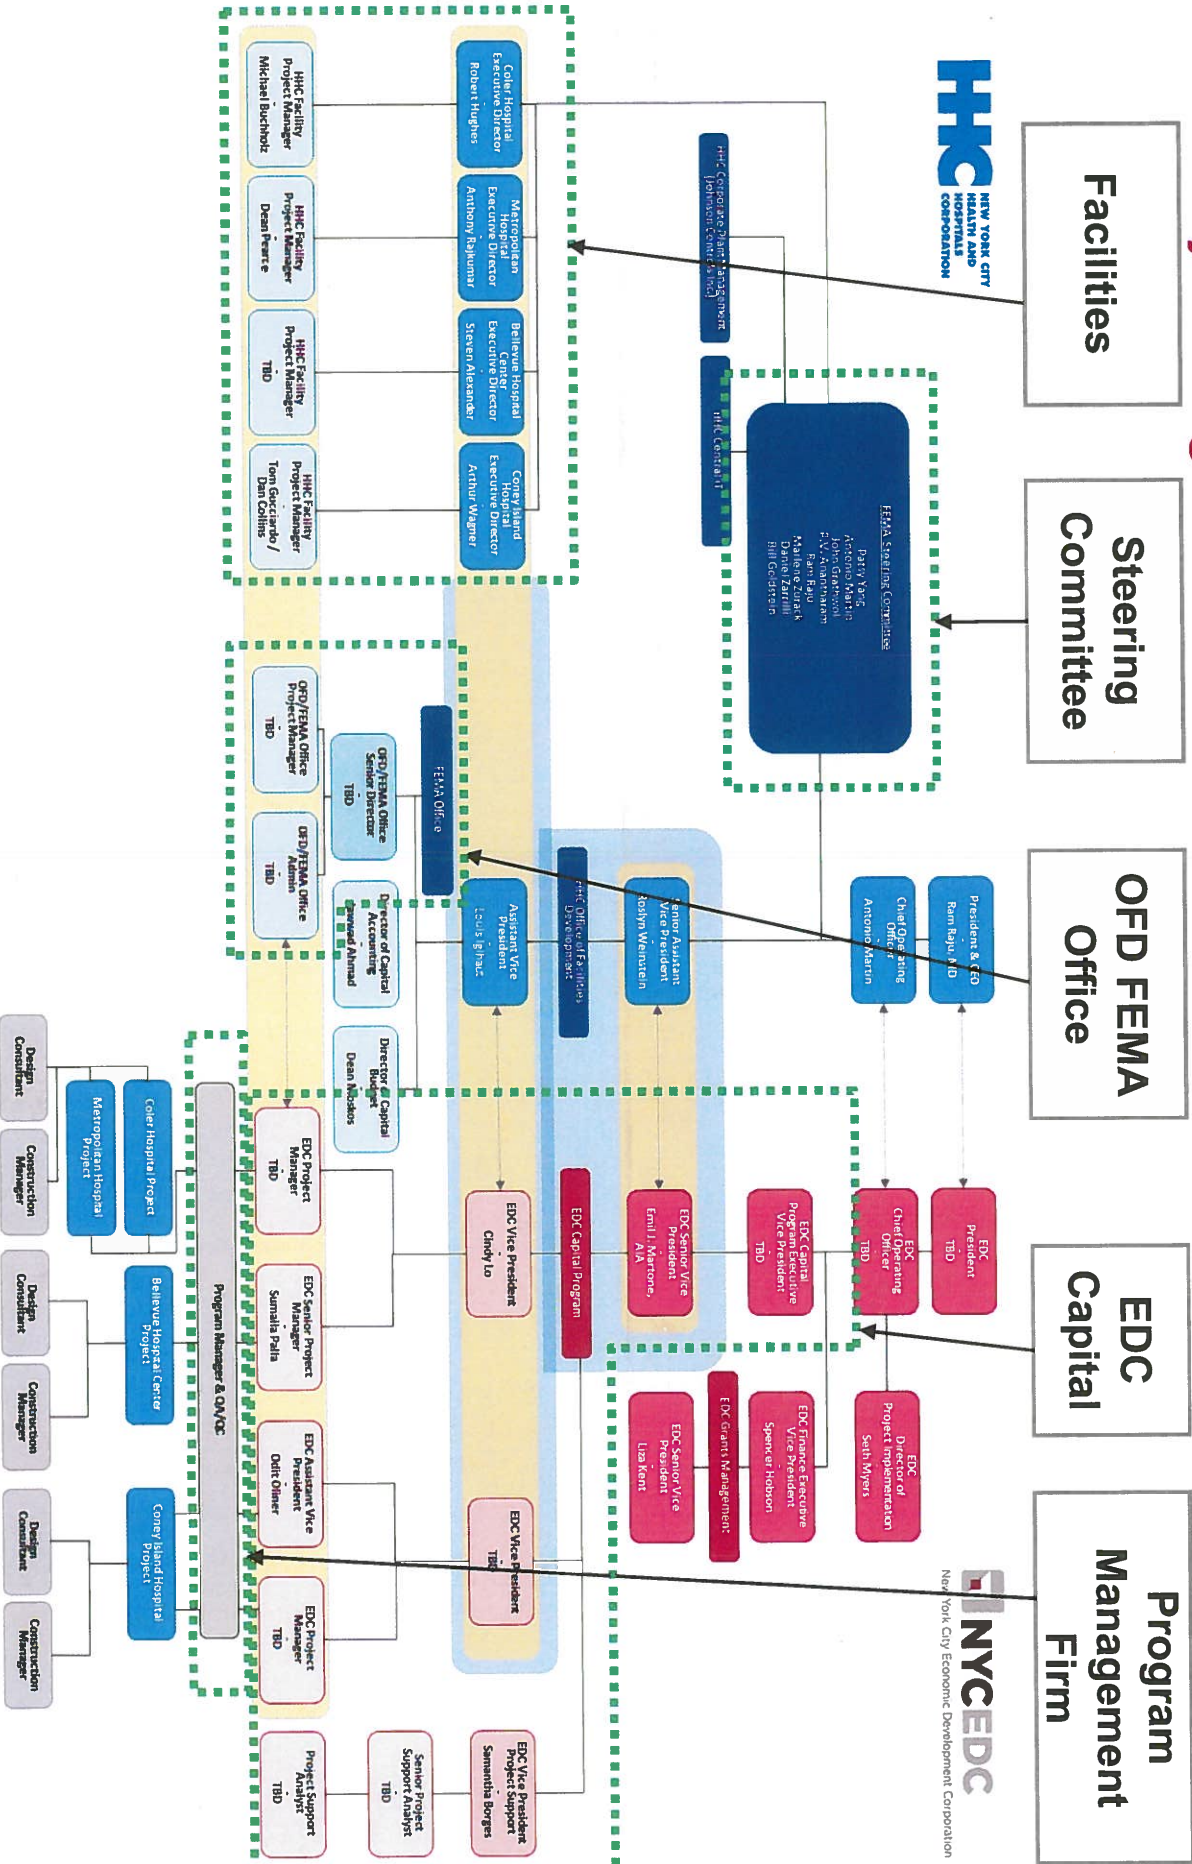 Facilities
Steering
Committee
OFD FEMA
Office
EDC
Capital
Program
Management
Firm
HHC
NEW YORK CITY
HEALTH AND
HOSPITALS
CORPORATION
NYCEDC
New York City Economic Development Corporation
FEMA Steering Committee
Patsy Yang
Antonio Martin
John Grathwol
P.V. Anantharam
Ram Raju
Marlene Zurack
Daniel Zarrilli
Bill Goldstein
President & CEO
-
Ram Raju, MD
Chief Operating
Officer
-
Antonio Martin
EDC
President
-
TBD
EDC
Chief Operating
Officer
-
TBD
EDC
Director of
Project Implementation
-
Seth Myers
HHC Corporate Plant Management
(Johnson Controls Inc.)
HHC Central IT
EDC Capital
Program Executive
Vice President
-
TBD
EDC Finance Executive
Vice President
-
Spencer Hobson
EDC Grants Management
Senior Assistant
Vice President
-
Roslyn Weinstein
EDC Senior Vice
President
-
Emil J. Martone,
AIA
EDC Senior Vice
President
-
Liza Kent
HHC Office of Facilities
Development
EDC Capital Program
Coler Hospital
Executive Director
-
Robert Hughes
Metropolitan
Hospital
Executive Director
-
Anthony Rajkumar
Bellevue Hospital
Center
Executive Director
-
Steven Alexander
Coney Island
Hospital
Executive Director
-
Arthur Wagner
Assistant Vice
President
-
Louis Iglhaut
EDC Vice President
-
Cindy Lo
EDC Vice President
-
TBD
EDC Vice President
Project Support
-
Samantha Borges
FEMA Office
OFD/FEMA Office
Senior Director
-
TBD
Director of Capital
Accounting
-
Jawwad Ahmad
Director of Capital
Budget
-
Dean Moskos
Senior Project
Support Analyst
-
TBD
HHC Facility
Project Manager
-
Michael Buchholz
HHC Facility
Project Manager
-
Dean Pearce
HHC Facility
Project Manager
-
TBD
HHC Facility
Project Manager
-
Tom Gucciardo /
Dan Collins
OFD/FEMA Office
Project Manager
-
TBD
OFD/FEMA Office
Admin
-
TBD
EDC Project
Manager
-
TBD
EDC Senior Project
Manager
-
Sumaila Palla
EDC Assistant Vice
President
-
Odit Oliner
EDC Project
Manager
-
TBD
Project Support
Analyst
-
TBD
Program Manager & QA/QC
Coler Hospital Project
Metropolitan Hospital
Project
Bellevue Hospital Center
Project
Coney Island Hospital
Project
Design
Consultant
Construction
Manager
Design
Consultant
Construction
Manager
Design
Consultant
Construction
Manager